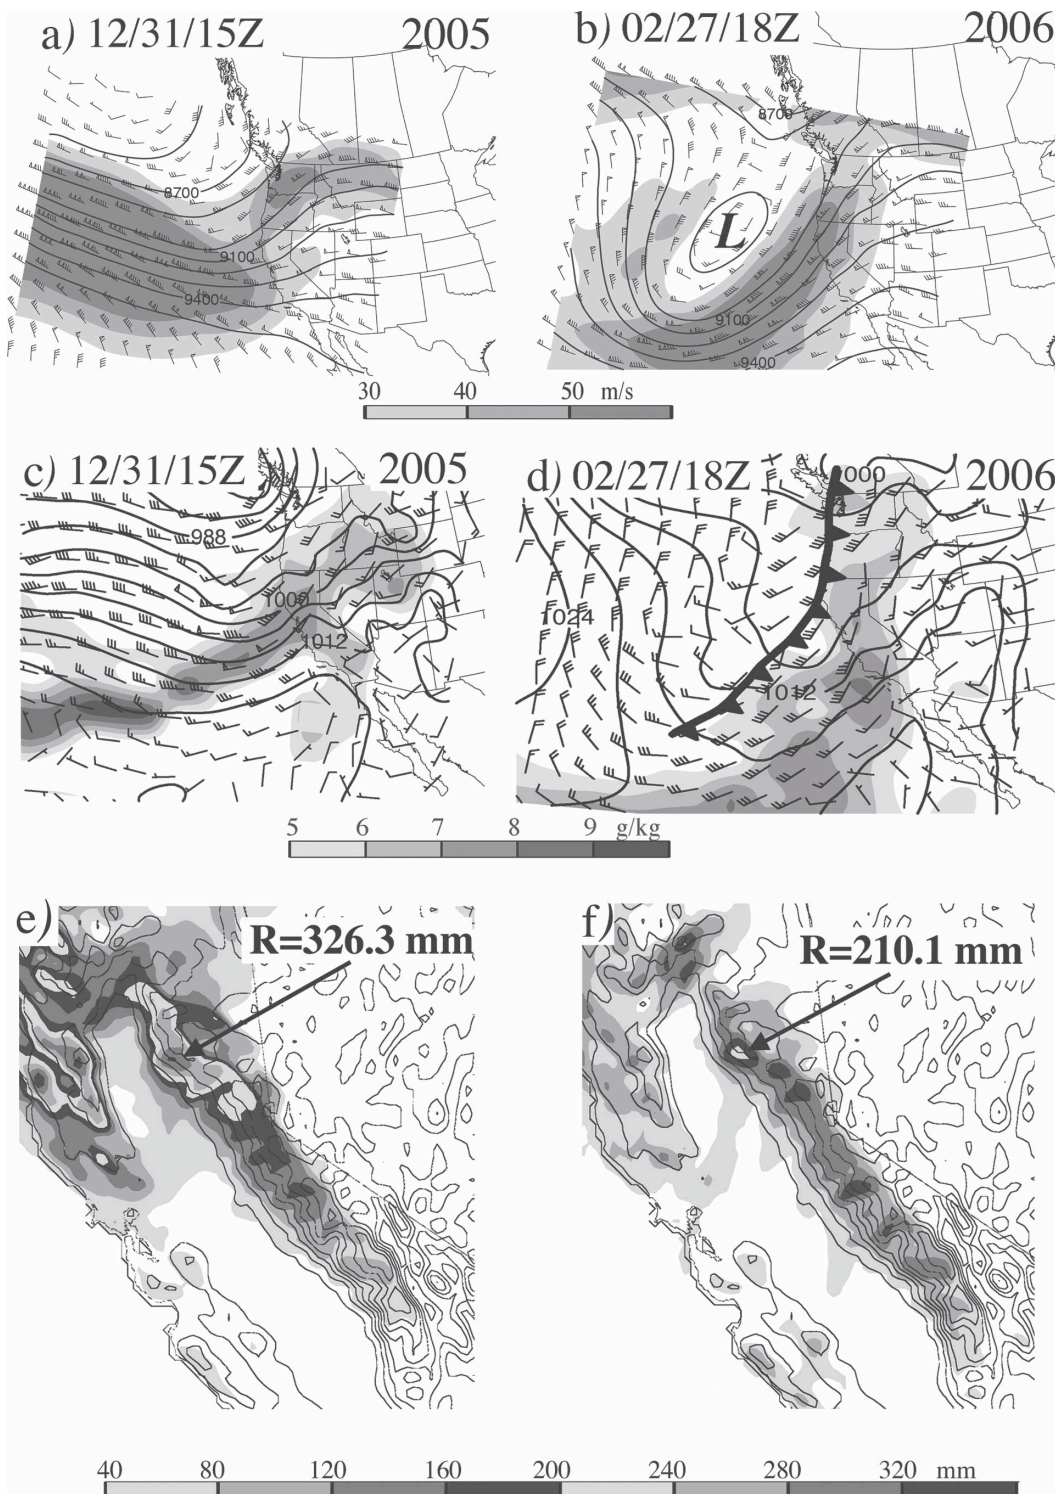 a) 12/31/15Z 2005
b) 02/27/18Z 2006
8700
9100
9400
8700
L
9100
9400
30 40 50 m/s
c) 12/31/15Z 2005
d) 02/27/18Z 2006
988
1000
1012
000
1024
1012
5 6 7 8 9 g/kg
e)
R=326.3 mm
f)
R=210.1 mm
40 80 120 160 200 240 280 320 mm